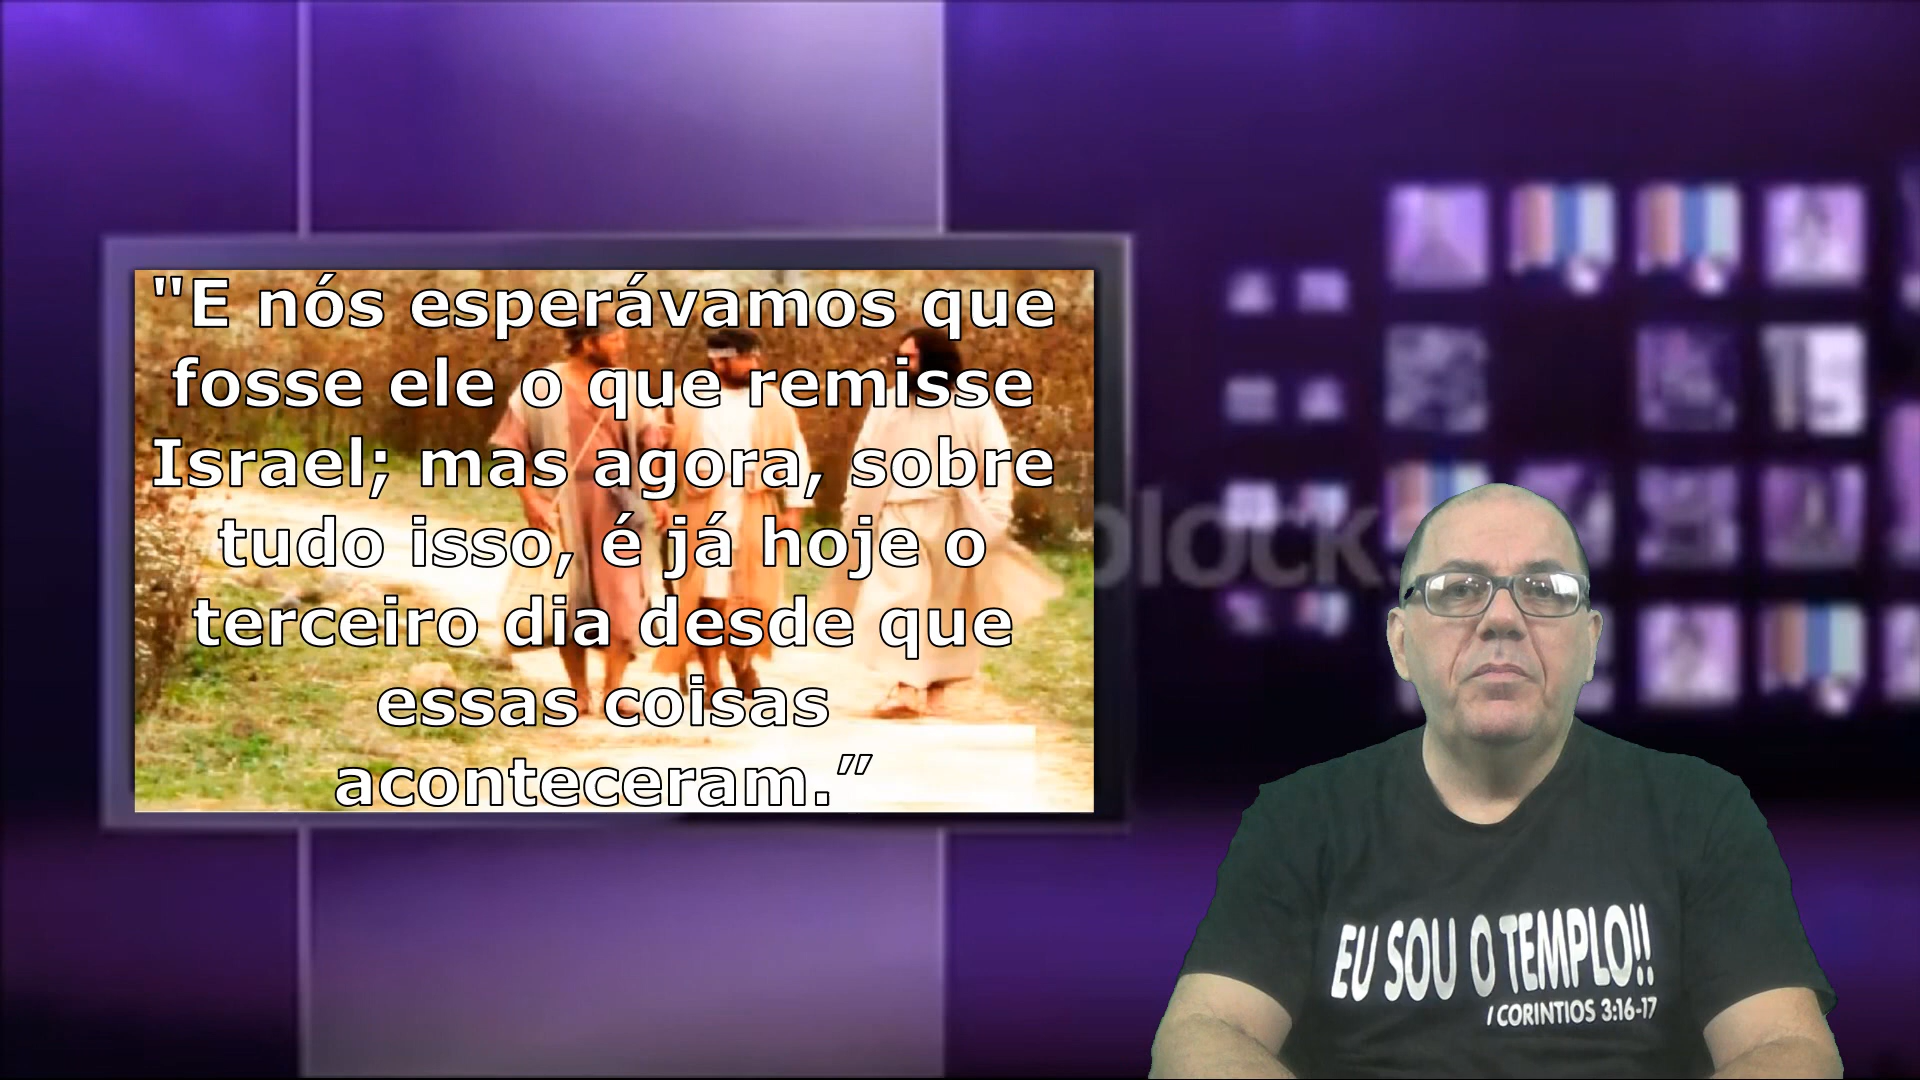 "E nós esperávamos que
fosse ele o que remisse
Israel; mas agora, sobre
tudo isso, é já hoje o
terceiro dia desde que
essas coisas
aconteceram.”
EU SOU O TEMPLO!!
I CORINTIOS 3:16-17